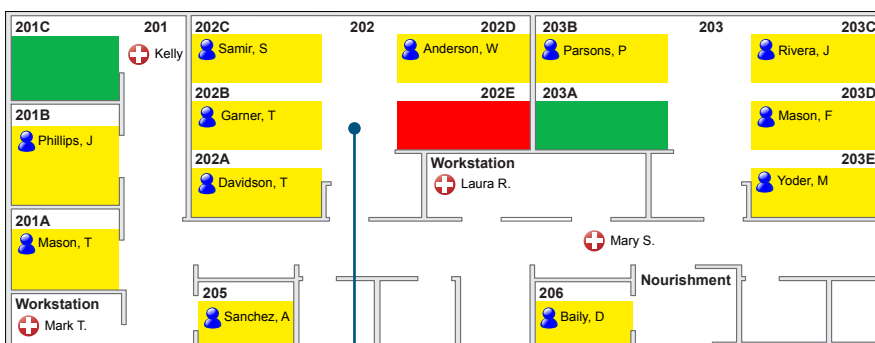 201C 201 202C 202 202D 203B 203 203C
Kelly Samir, S Anderson, W Parsons, P Rivera, J
202B 202E 203A 203D
201B Garner, T Mason, F
Phillips, J
202A Workstation 203E
Davidson, T Laura R. Yoder, M
201A
Mason, T Mary S.
Nourishment
Workstation 205 206
Mark T. Sanchez, A Baily, D